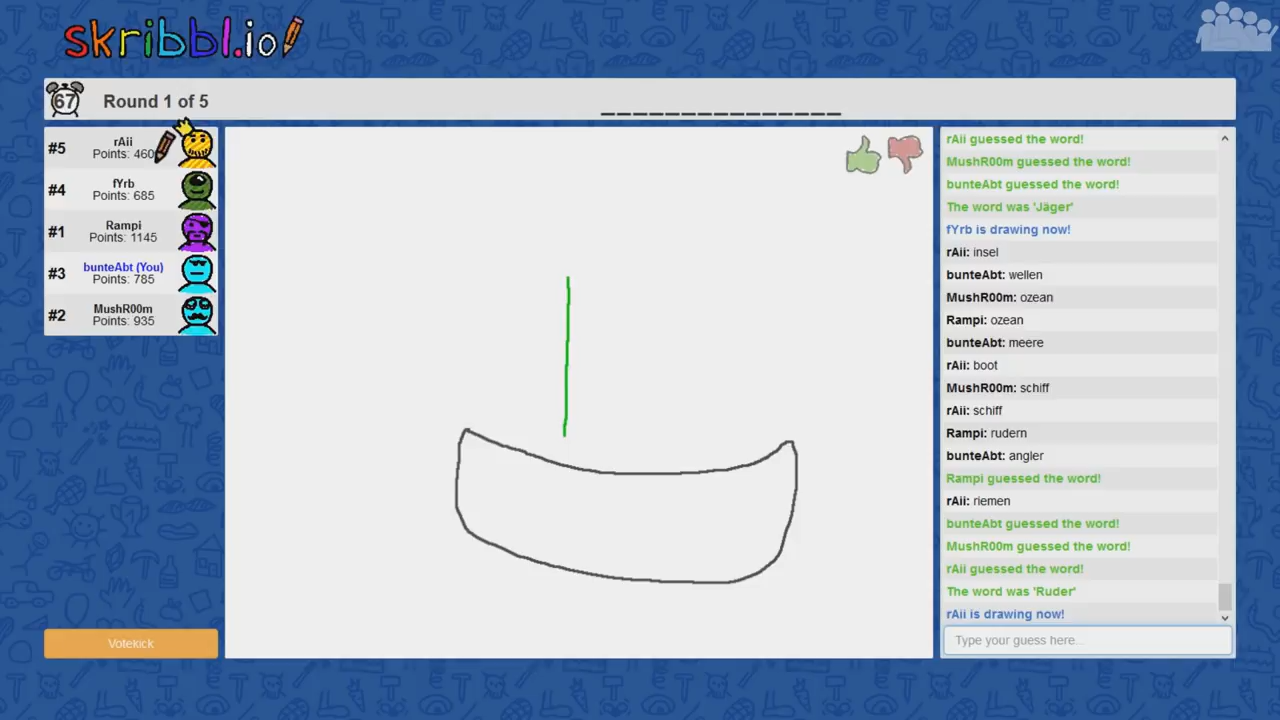 skribbl.io
67
Round 1 of 5
_ _ _ _ _ _ _ _ _ _ _ _ _ _ _
#5
rAii
Points: 460
#4
fYrb
Points: 685
#1
Rampi
Points: 1145
#3
bunteAbt (You)
Points: 785
#2
MushR00m
Points: 935
Votekick
rAii guessed the word!
MushR00m guessed the word!
bunteAbt guessed the word!
The word was 'Jäger'
fYrb is drawing now!
rAii: insel
bunteAbt: wellen
MushR00m: ozean
Rampi: ozean
bunteAbt: meere
rAii: boot
MushR00m: schiff
rAii: schiff
Rampi: rudern
bunteAbt: angler
Rampi guessed the word!
rAii: riemen
bunteAbt guessed the word!
MushR00m guessed the word!
rAii guessed the word!
The word was 'Ruder'
rAii is drawing now!
Type your guess here...